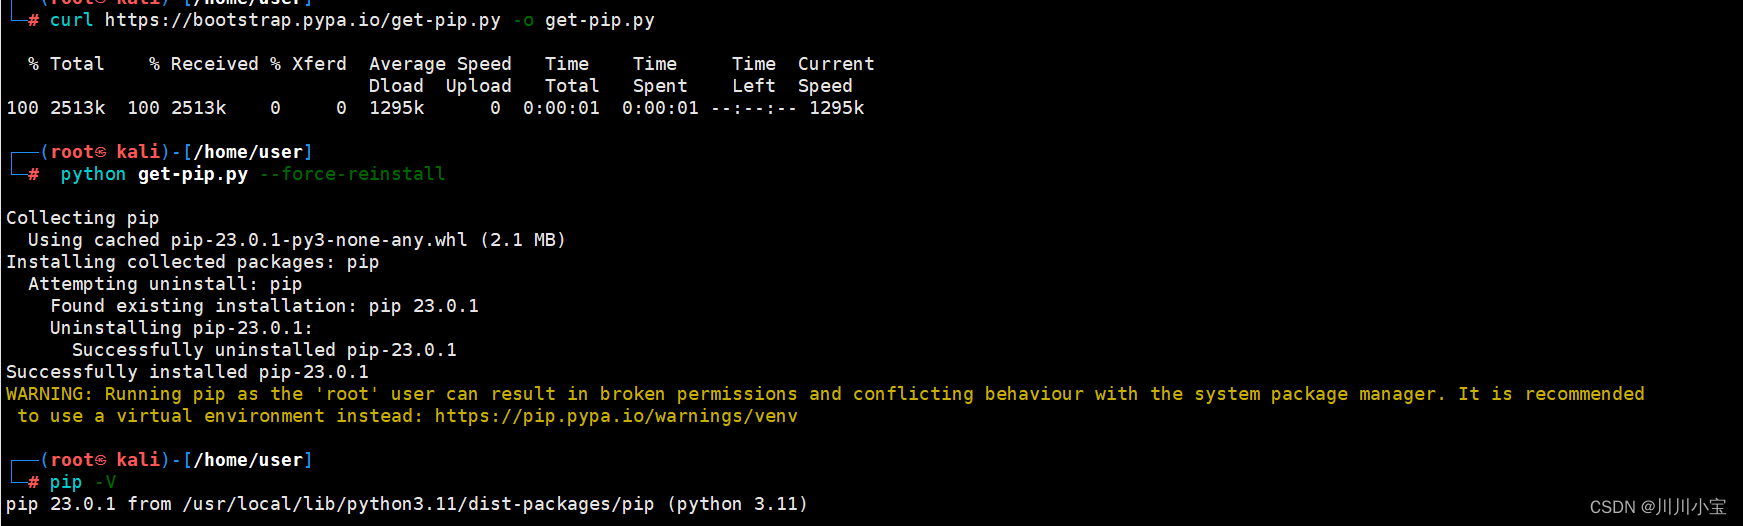 (root㉿ kali)-[/home/user]
# curl https://bootstrap.pypa.io/get-pip.py -o get-pip.py
% Total % Received % Xferd Average Speed Time Time Time Current
Dload Upload Total Spent Left Speed
100 2513k 100 2513k 0 0 1295k 0 0:00:01 0:00:01 --:--:-- 1295k
(root㉿ kali)-[/home/user]
# python get-pip.py --force-reinstall
Collecting pip
Using cached pip-23.0.1-py3-none-any.whl (2.1 MB)
Installing collected packages: pip
Attempting uninstall: pip
Found existing installation: pip 23.0.1
Uninstalling pip-23.0.1:
Successfully uninstalled pip-23.0.1
Successfully installed pip-23.0.1
WARNING: Running pip as the 'root' user can result in broken permissions and conflicting behaviour with the system package manager. It is recommended
to use a virtual environment instead: https://pip.pypa.io/warnings/venv
(root㉿ kali)-[/home/user]
# pip -V
pip 23.0.1 from /usr/local/lib/python3.11/dist-packages/pip (python 3.11)
CSDN @川川小宝